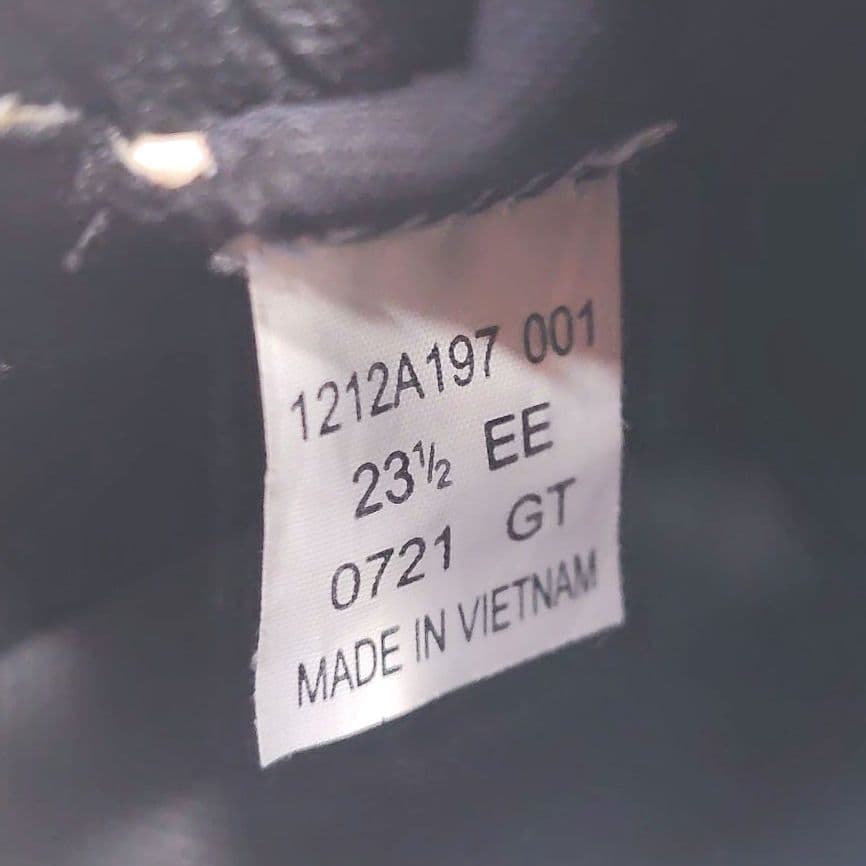 1212A197 001
23½ EE
0721 GT
MADE IN VIETNAM